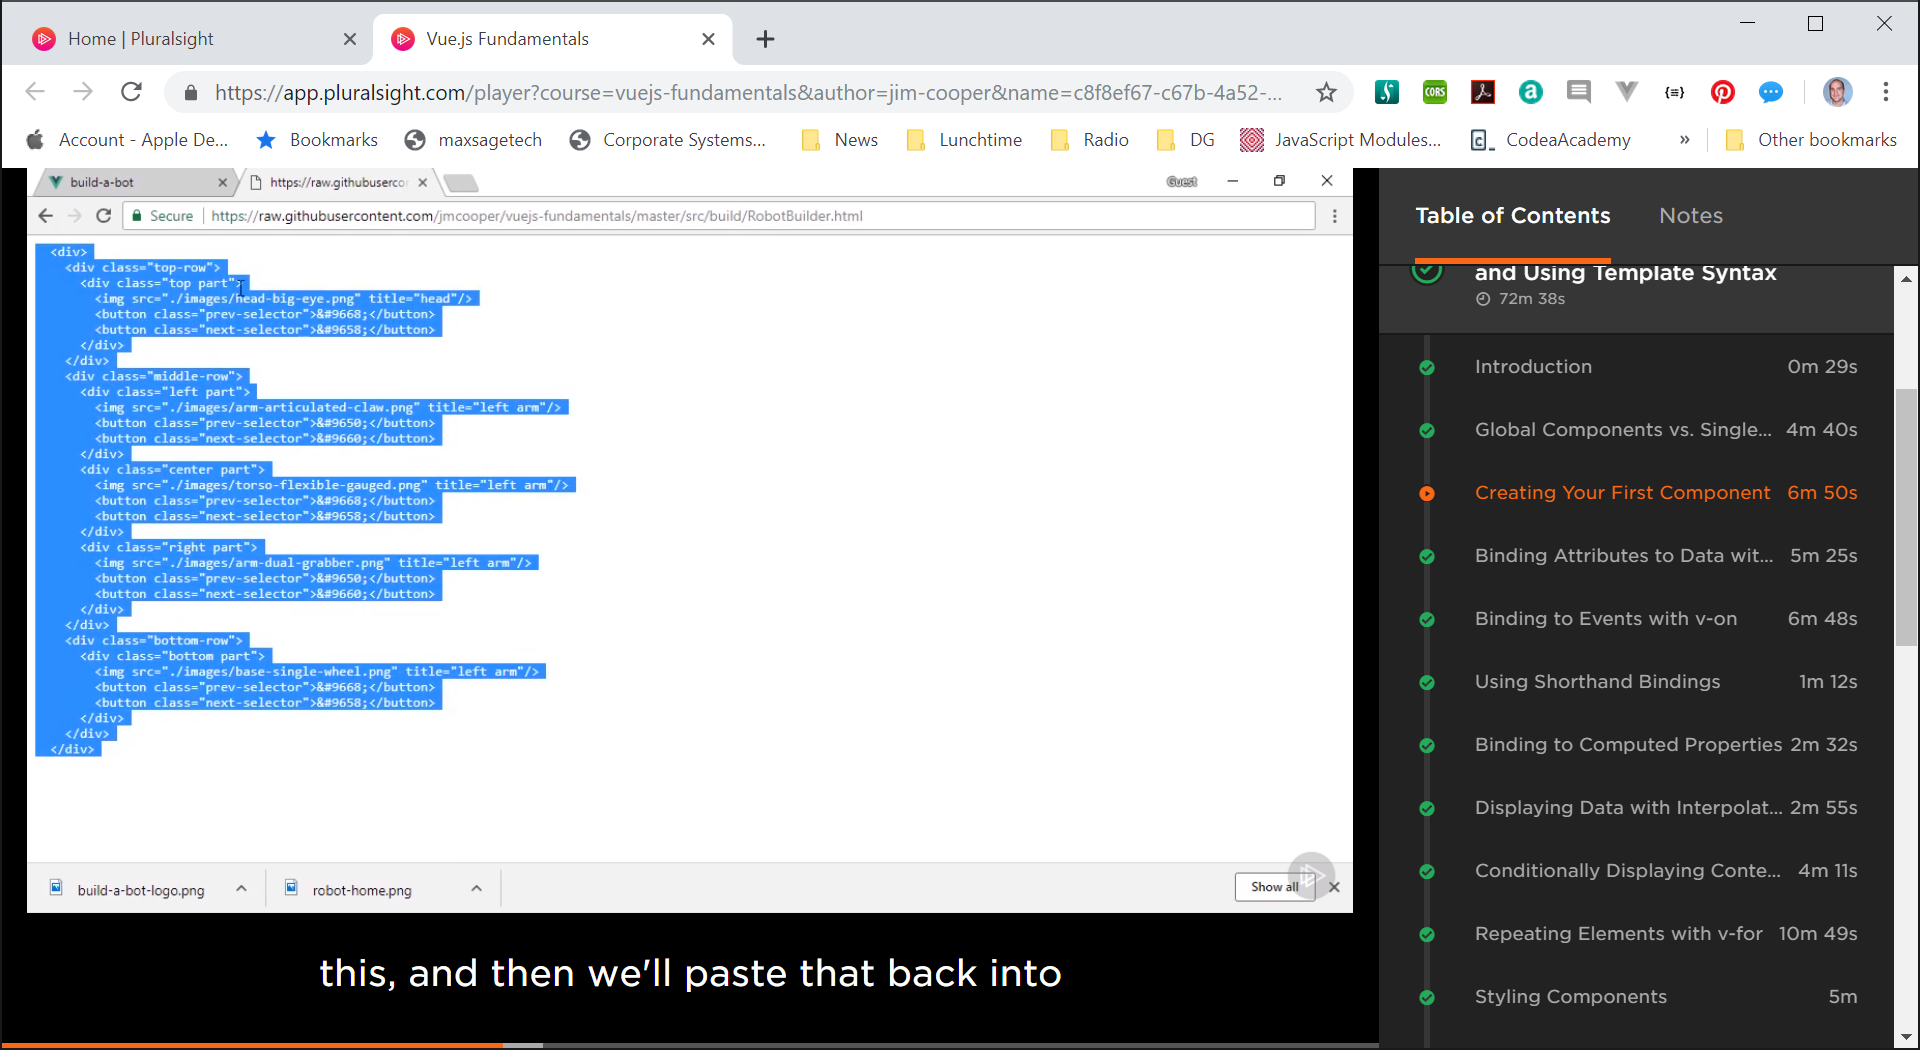 Home | Pluralsight
Vue.js Fundamentals
https://app.pluralsight.com/player?course=vuejs-fundamentals&author=jim-cooper&name=c8f8ef67-c67b-4a52-...
CORS
a
{≡}
Account - Apple De...
Bookmarks
maxsagetech
Corporate Systems...
News
Lunchtime
Radio
DG
JavaScript Modules...
CodeaAcademy
»
Other bookmarks
build-a-bot
https://raw.githubuserco
Guest
Secure
https://raw.githubusercontent.com/jmcooper/vuejs-fundamentals/master/src/build/RobotBuilder.html
<div>
<div class="top-row">
<div class="top part">
<img src="./images/head-big-eye.png" title="head"/>
<button class="prev-selector">&#9668;</button>
<button class="next-selector">&#9658;</button>
</div>
</div>
<div class="middle-row">
<div class="left part">
<img src="./images/arm-articulated-claw.png" title="left arm"/>
<button class="prev-selector">&#9650;</button>
<button class="next-selector">&#9660;</button>
</div>
<div class="center part">
<img src="./images/torso-flexible-gauged.png" title="left arm"/>
<button class="prev-selector">&#9668;</button>
<button class="next-selector">&#9658;</button>
</div>
<div class="right part">
<img src="./images/arm-dual-grabber.png" title="left arm"/>
<button class="prev-selector">&#9650;</button>
<button class="next-selector">&#9660;</button>
</div>
</div>
<div class="bottom-row">
<div class="bottom part">
<img src="./images/base-single-wheel.png" title="left arm"/>
<button class="prev-selector">&#9668;</button>
<button class="next-selector">&#9658;</button>
</div>
</div>
</div>
build-a-bot-logo.png
robot-home.png
Show all
this, and then we'll paste that back into
Table of Contents
Notes
and Using Template Syntax
72m 38s
Introduction 0m 29s
Global Components vs. Single... 4m 40s
Creating Your First Component 6m 50s
Binding Attributes to Data wit... 5m 25s
Binding to Events with v-on 6m 48s
Using Shorthand Bindings 1m 12s
Binding to Computed Properties 2m 32s
Displaying Data with Interpolat... 2m 55s
Conditionally Displaying Conte... 4m 11s
Repeating Elements with v-for 10m 49s
Styling Components 5m